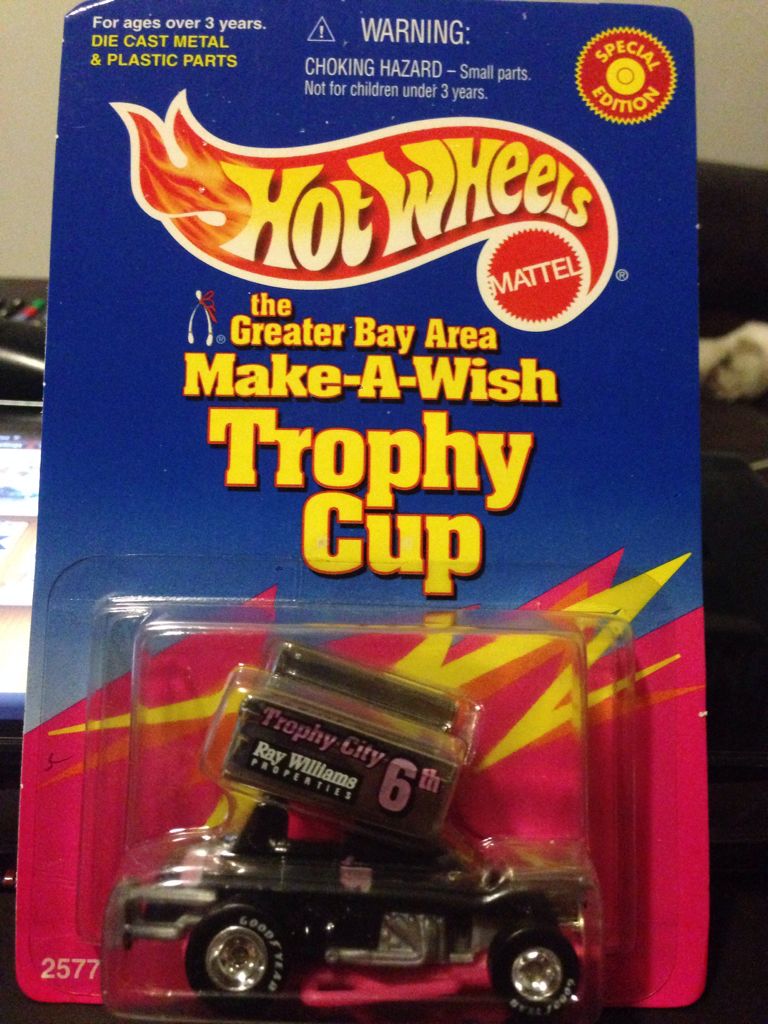 For ages over 3 years.
DIE CAST METAL
& PLASTIC PARTS
WARNING:
CHOKING HAZARD – Small parts.
Not for children under 3 years.
SPECIAL
EDITION
HOT WHEELS
MATTEL
®
the
® Greater Bay Area
Make-A-Wish
Trophy
Cup
Trophy City
Ray Williams
PROPERTIES
6th
GOODYEAR
GOODYEAR
2577